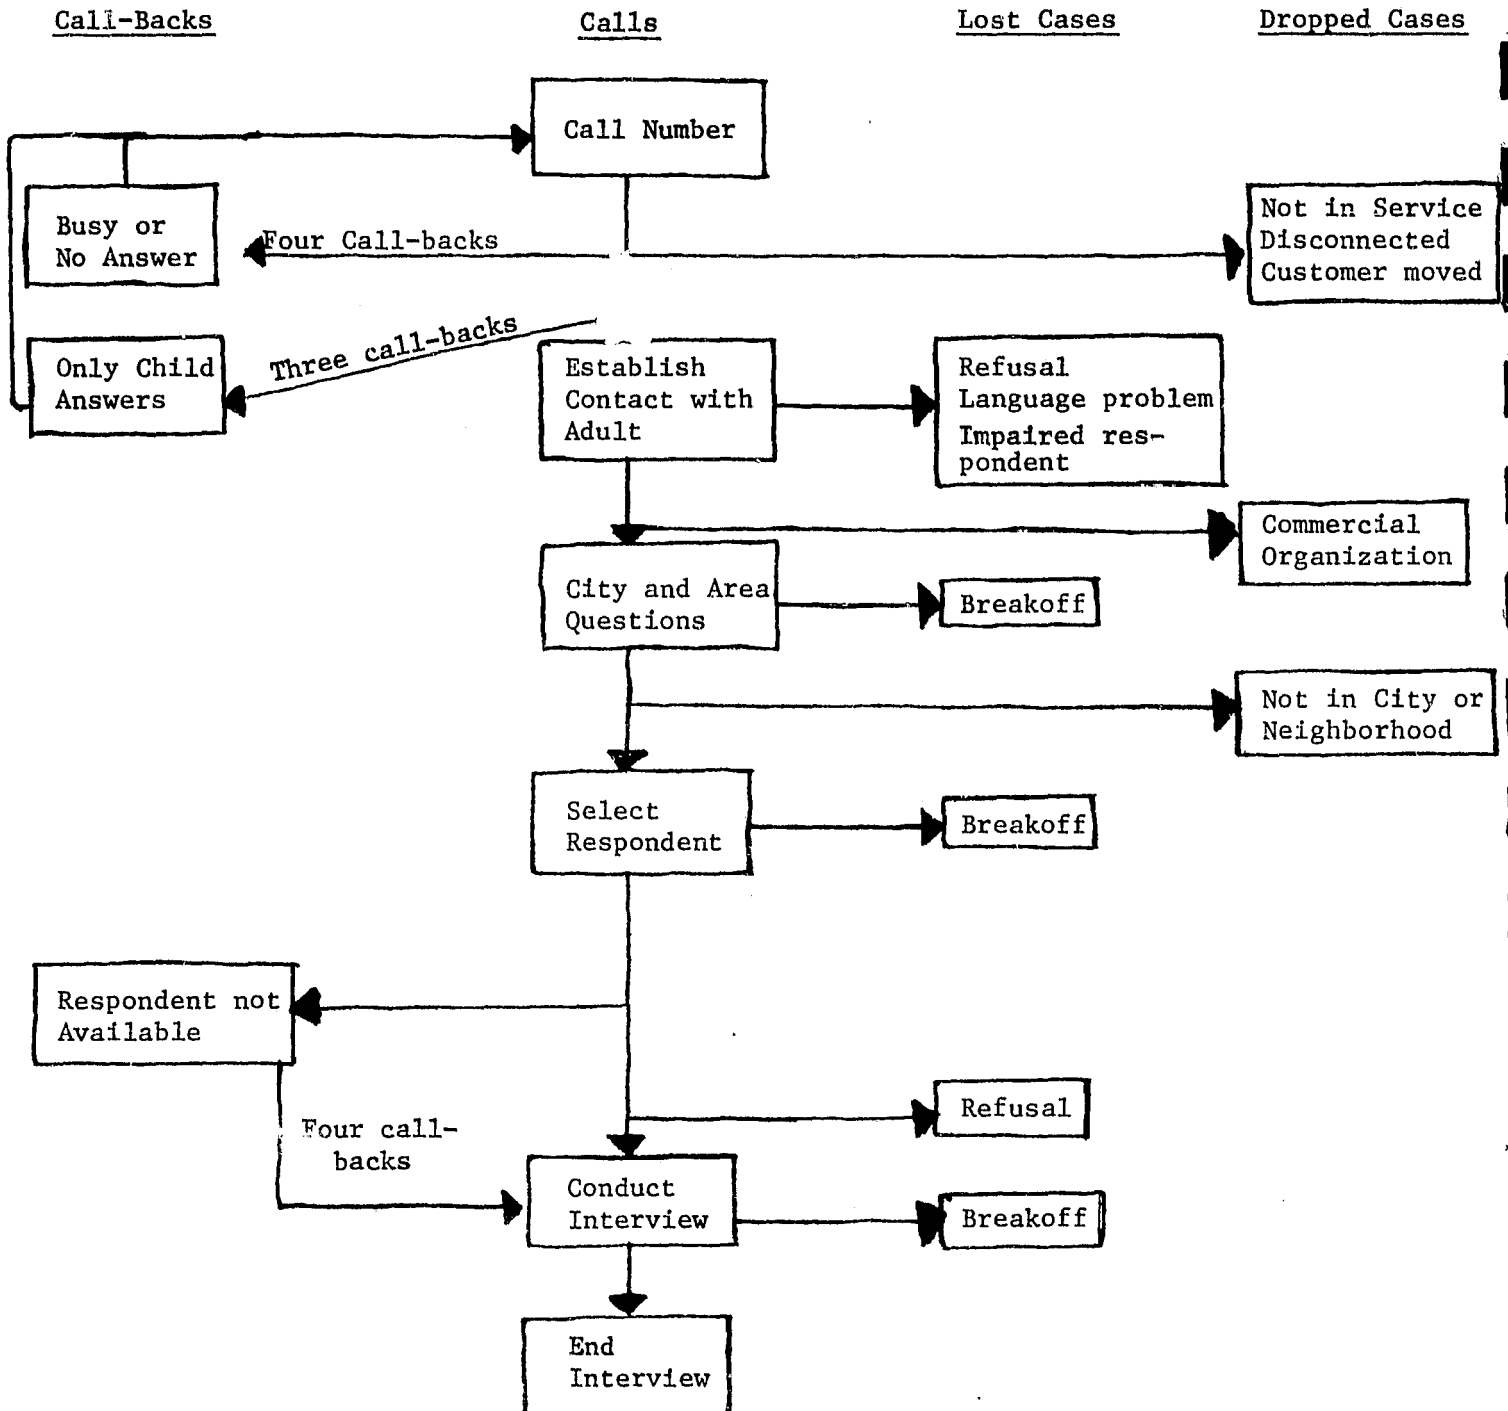 Call-Backs
Calls
Lost Cases
Dropped Cases
Call Number
Busy or
No Answer
Four Call-backs
Not in Service
Disconnected
Customer moved
Only Child
Answers
Three call-backs
Establish
Contact with
Adult
Refusal
Language problem
Impaired res-
pondent
Commercial
Organization
City and Area
Questions
Breakoff
Not in City or
Neighborhood
Select
Respondent
Breakoff
Respondent not
Available
Refusal
Four call-
backs
Conduct
Interview
Breakoff
End
Interview